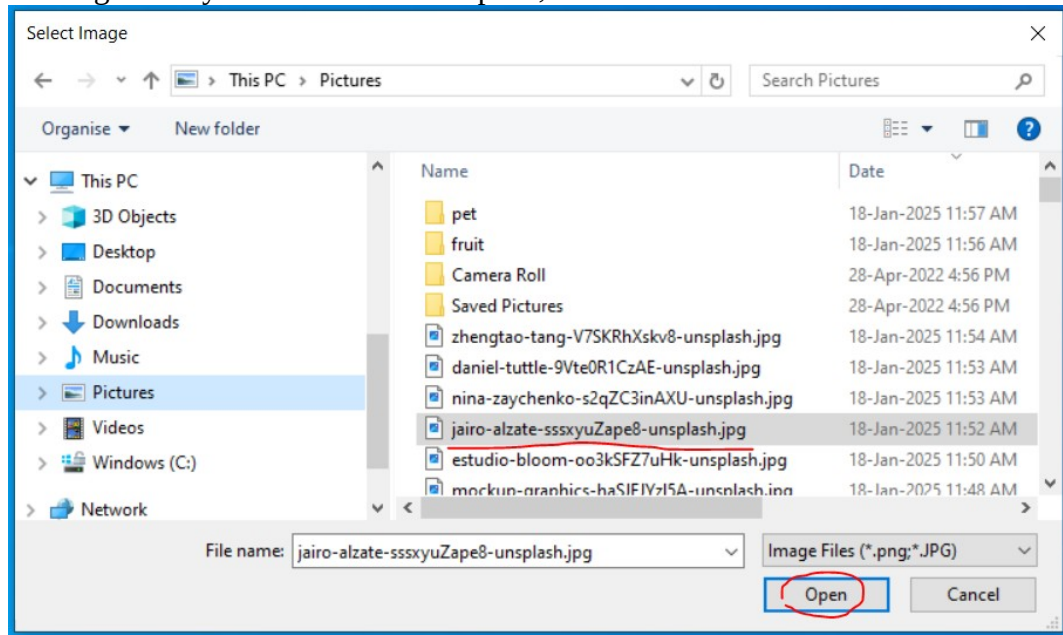 Select Image
This PC > Pictures
Search Pictures
Organise
New folder
Name
Date
This PC
3D Objects
Desktop
Documents
Downloads
Music
Pictures
Videos
Windows (C:)
Network
pet 18-Jan-2025 11:57 AM
fruit 18-Jan-2025 11:56 AM
Camera Roll 28-Apr-2022 4:56 PM
Saved Pictures 28-Apr-2022 4:56 PM
zhengtao-tang-V7SKRhXskv8-unsplash.jpg 18-Jan-2025 11:54 AM
daniel-tuttle-9Vte0R1CzAE-unsplash.jpg 18-Jan-2025 11:53 AM
nina-zaychenko-s2qZC3inAXU-unsplash.jpg 18-Jan-2025 11:53 AM
jairo-alzate-sssxyuZape8-unsplash.jpg 18-Jan-2025 11:52 AM
estudio-bloom-oo3kSFZ7uHk-unsplash.jpg 18-Jan-2025 11:50 AM
18-Jan-2025 11:48 AM
File name: jairo-alzate-sssxyuZape8-unsplash.jpg
Image Files (*.png;*.JPG)
Open
Cancel